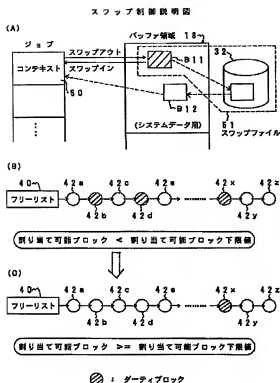 スワップ制御説明図
(A)
ジョブ
バッファ領域 18
コンテキスト
スワップアウト
スワップイン
B11
32
50
B12
(システムデータ用)
51
スワップファイル
(B)
40 42a 42c 42e 42x 42z
フリーリスト
42b 42d 42y
割り当て可能ブロック < 割り当て可能ブロック下限値
(C)
40 42a 42c 42e 42x 42z
フリーリスト
42b 42d 42y
割り当て可能ブロック >= 割り当て可能ブロック下限値
: ダーティブロック